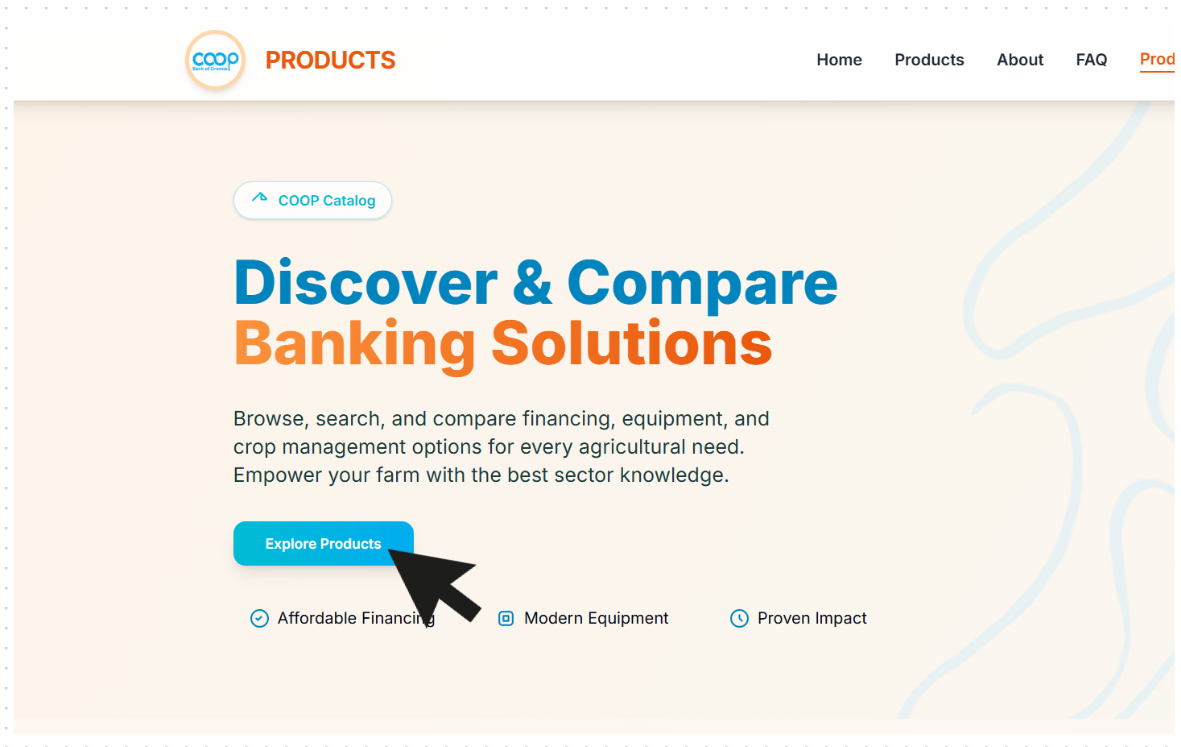 COOP
Bank of Oromia
PRODUCTS
Home Products About FAQ Prod
COOP Catalog
Discover & Compare
Banking Solutions
Browse, search, and compare financing, equipment, and
crop management options for every agricultural need.
Empower your farm with the best sector knowledge.
Explore Products
Affordable Financing Modern Equipment Proven Impact